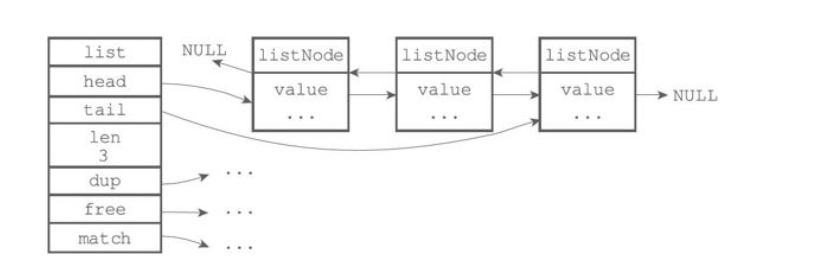 list
head
tail
len
3
dup
free
match
NULL
listNode
value
...
listNode
value
...
listNode
value
...
NULL
...
...
...